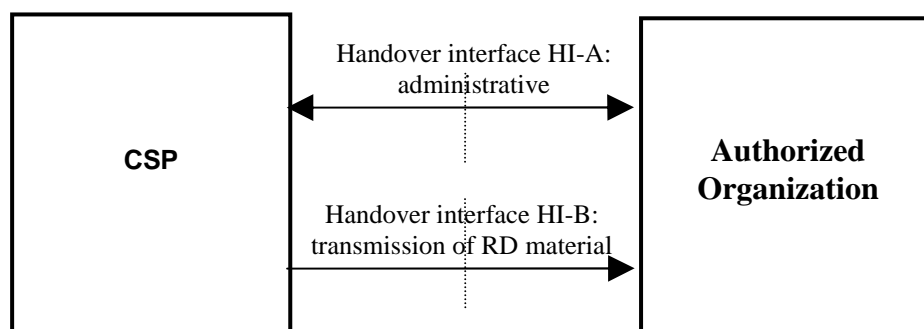 Handover interface HI-A:
administrative
CSP
Authorized
Organization
Handover interface HI-B:
transmission of RD material